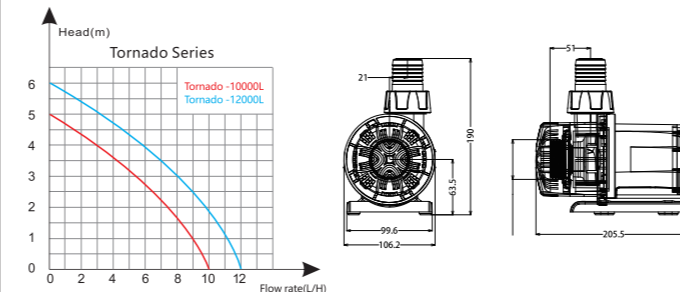 Head(m)
Tornado Series
Tornado -10000L
Tornado -12000L
6
5
4
3
2
1
0
0 2 4 6 8 10 12
Flow rate(L/H)
21
190
63.5
99.6
106.2
51
205.5